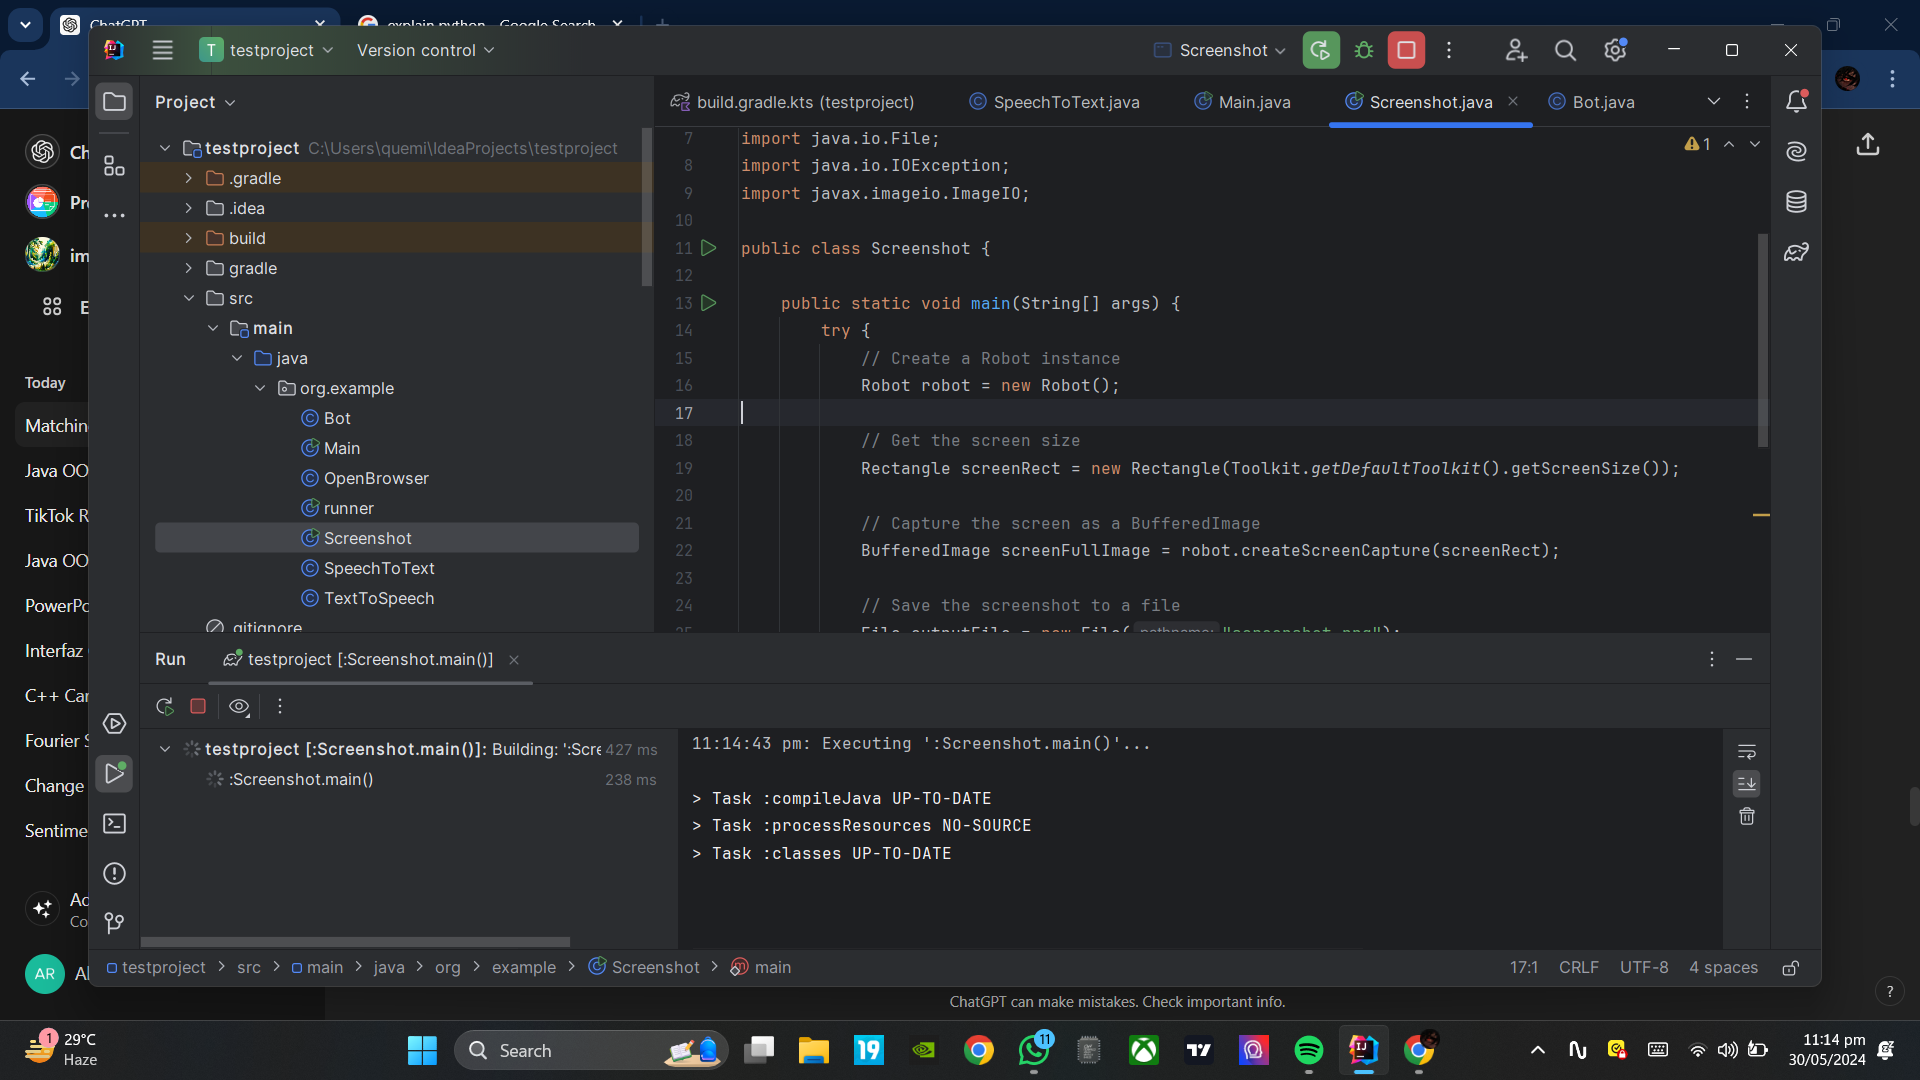 ChatGPT
explain python - Google Search
testproject
Version control
Screenshot
Project
build.gradle.kts (testproject)
SpeechToText.java
Main.java
Screenshot.java
Bot.java
testproject C:\Users\quemi\IdeaProjects\testproject
.gradle
.idea
build
gradle
src
main
java
org.example
Bot
Main
OpenBrowser
runner
Screenshot
SpeechToText
TextToSpeech
.gitignore
7 import java.io.File;
8 import java.io.IOException;
9 import javax.imageio.ImageIO;
10
11 public class Screenshot {
12
13 public static void main(String[] args) {
14 try {
15 // Create a Robot instance
16 Robot robot = new Robot();
17
18 // Get the screen size
19 Rectangle screenRect = new Rectangle(Toolkit.getDefaultToolkit().getScreenSize());
20
21 // Capture the screen as a BufferedImage
22 BufferedImage screenFullImage = robot.createScreenCapture(screenRect);
23
24 // Save the screenshot to a file
1
Today
Matchin
Java OO
TikTok R
Java OO
PowerPo
Interfaz
C++ Car
Fourier S
Change
Sentime
Run
testproject [:Screenshot.main()]
testproject [:Screenshot.main()]: Building: ':Scre 427 ms
:Screenshot.main() 238 ms
11:14:43 pm: Executing ':Screenshot.main()'...
> Task :compileJava UP-TO-DATE
> Task :processResources NO-SOURCE
> Task :classes UP-TO-DATE
AR
testproject > src > main > java > org > example > Screenshot > main
17:1 CRLF UTF-8 4 spaces
ChatGPT can make mistakes. Check important info.
?
1
29°C
Haze
Search
19
11
11:14 pm
30/05/2024